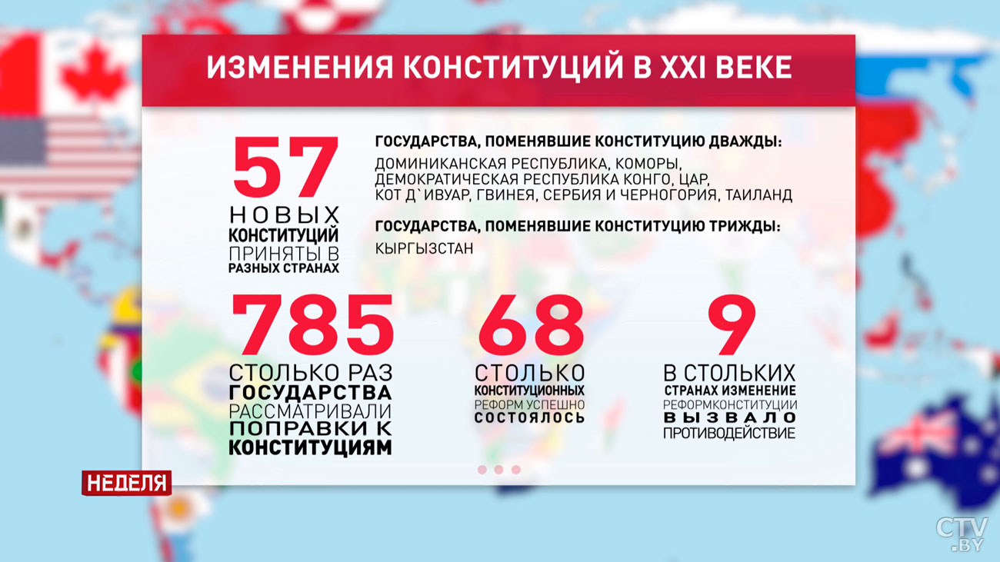 ИЗМЕНЕНИЯ КОНСТИТУЦИЙ В XXI ВЕКЕ
57
НОВЫХ
КОНСТИТУЦИЙ
ПРИНЯТЫ В
РАЗНЫХ СТРАНАХ
ГОСУДАРСТВА, ПОМЕНЯВШИЕ КОНСТИТУЦИЮ ДВАЖДЫ:
ДОМИНИКАНСКАЯ РЕСПУБЛИКА, КОМОРЫ,
ДЕМОКРАТИЧЕСКАЯ РЕСПУБЛИКА КОНГО, ЦАР,
КОТ Д`ИВУАР, ГВИНЕЯ, СЕРБИЯ И ЧЕРНОГОРИЯ, ТАИЛАНД
ГОСУДАРСТВА, ПОМЕНЯВШИЕ КОНСТИТУЦИЮ ТРИЖДЫ:
КЫРГЫЗСТАН
785
СТОЛЬКО РАЗ
ГОСУДАРСТВА
РАССМАТРИВАЛИ
ПОПРАВКИ К
КОНСТИТУЦИЯМ
68
СТОЛЬКО
КОНСТИТУЦИОННЫХ
РЕФОРМ УСПЕШНО
СОСТОЯЛОСЬ
9
В СТОЛЬКИХ
СТРАНАХ ИЗМЕНЕНИЕ
РЕФОРМКОНСТИТУЦИИ
ВЫЗВАЛО
ПРОТИВОДЕЙСТВИЕ
НЕДЕЛЯ
CTV
.BY